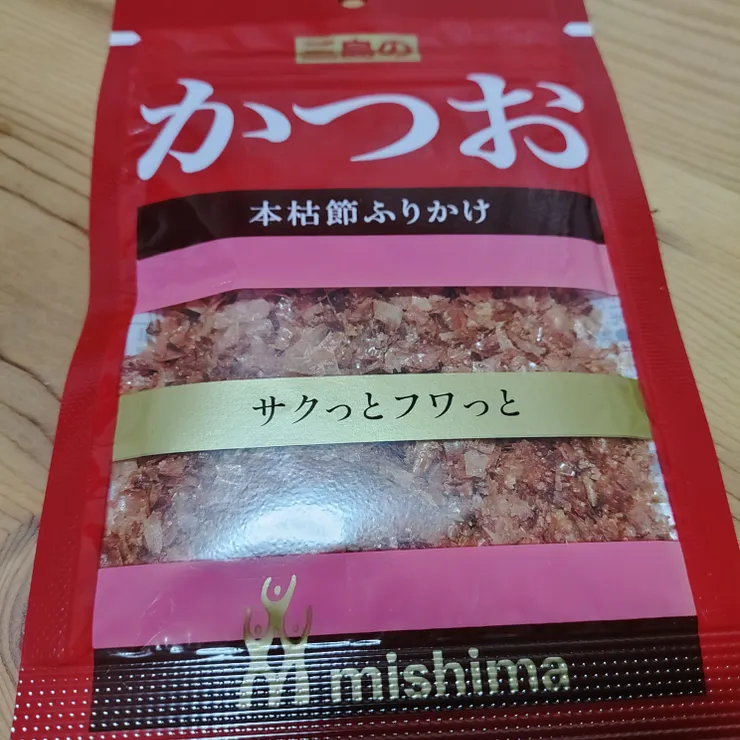 三島の
かつお
本枯節ふりかけ
サクっとフワっと
mishima